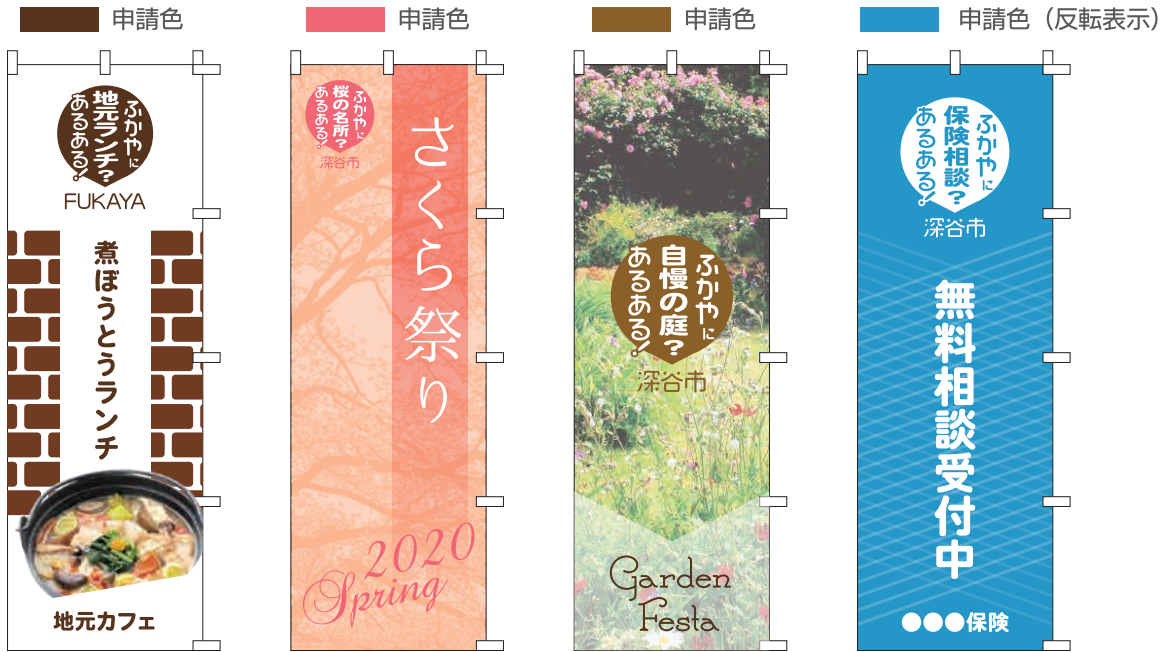 申請色
申請色
申請色
申請色（反転表示）
ふかやに
地元ランチ？
あるある！
FUKAYA
煮ぼうとうランチ
地元カフェ
ふかやに
桜の名所？
あるある！
深谷市
さくら祭り
2020
Spring
ふかやに
自慢の庭？
あるある！
深谷市
Garden
Festa
ふかやに
保険相談？
あるある！
深谷市
無料相談受付中
●●●保険